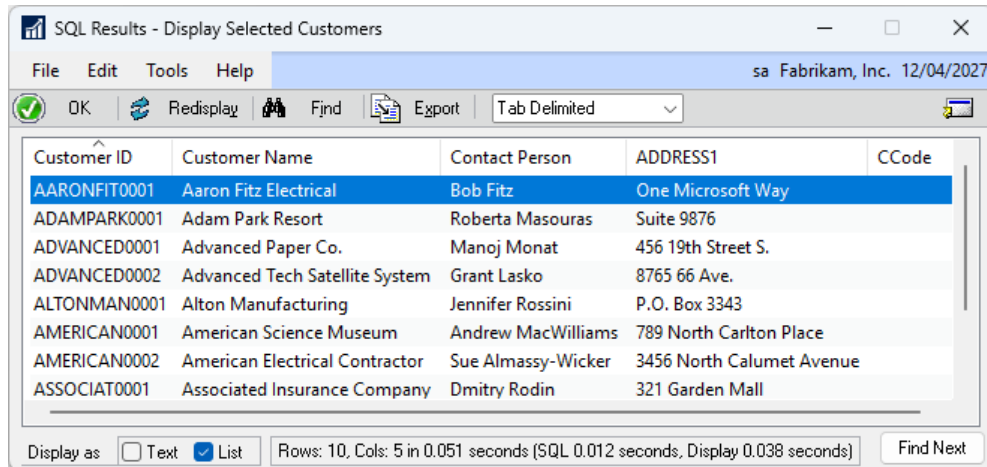 SQL Results - Display Selected Customers
File Edit Tools Help sa Fabrikam, Inc. 12/04/2027
OK Redisplay Find Export Tab Delimited
Customer ID Customer Name Contact Person ADDRESS1 CCode
AARONFIT0001 Aaron Fitz Electrical Bob Fitz One Microsoft Way
ADAMPARK0001 Adam Park Resort Roberta Masouras Suite 9876
ADVANCED0001 Advanced Paper Co. Manoj Monat 456 19th Street S.
ADVANCED0002 Advanced Tech Satellite System Grant Lasko 8765 66 Ave.
ALTONMAN0001 Alton Manufacturing Jennifer Rossini P.O. Box 3343
AMERICAN0001 American Science Museum Andrew MacWilliams 789 North Carlton Place
AMERICAN0002 American Electrical Contractor Sue Almassy-Wicker 3456 North Calumet Avenue
ASSOCIAT0001 Associated Insurance Company Dmitry Rodin 321 Garden Mall
Display as Text List Rows: 10, Cols: 5 in 0.051 seconds (SQL 0.012 seconds, Display 0.038 seconds) Find Next